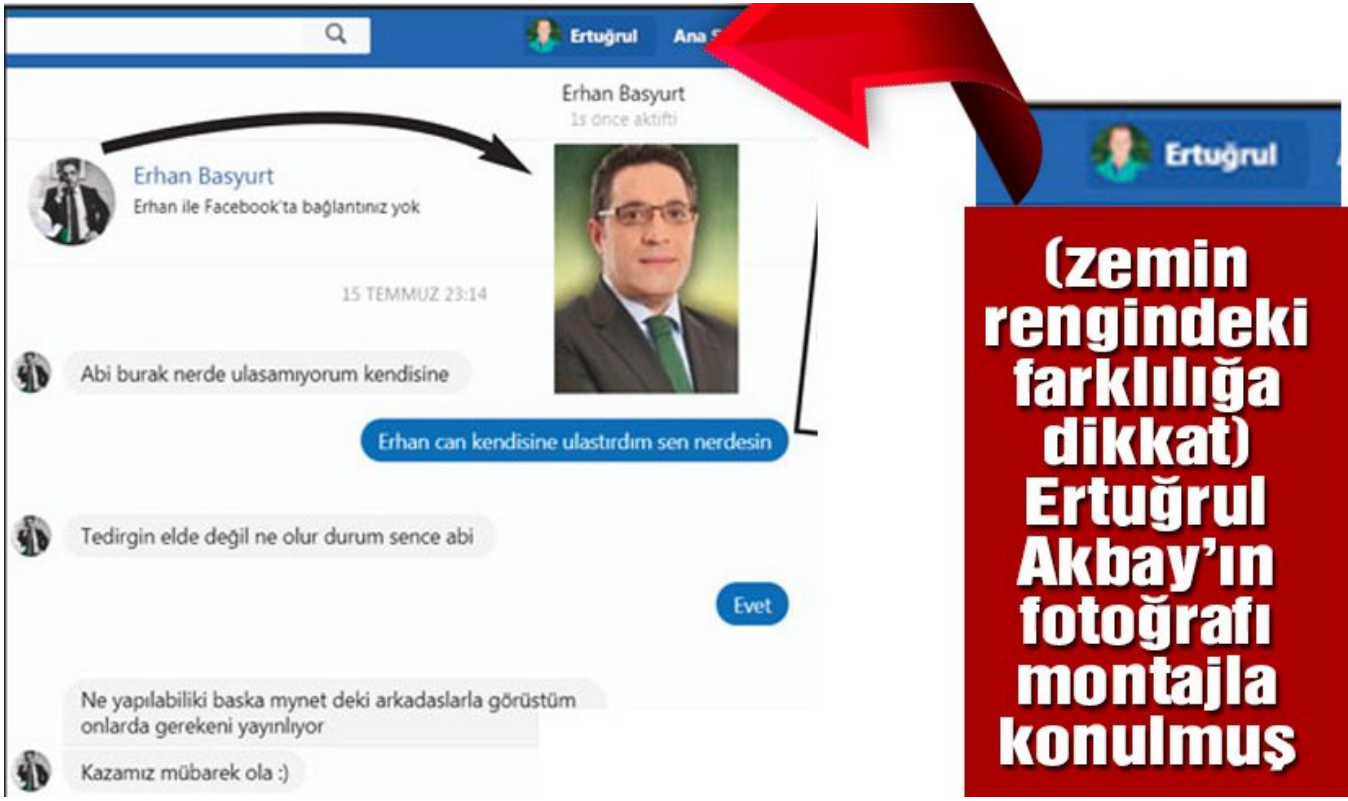 Ertuğrul Ana S
Erhan Basyurt
1s önce aktifti
Erhan Basyurt
Erhan ile Facebook'ta bağlantınız yok
15 TEMMUZ 23:14
Abi burak nerde ulasamıyorum kendisine
Erhan can kendisine ulastırdım sen nerdesin
Tedirgin elde değil ne olur durum sence abi
Evet
Ne yapılabiliki baska mynet deki arkadaslarla görüstüm
onlarda gerekeni yayınlıyor
Kazamız mübarek ola :)
Ertuğrul
(zemin
rengindeki
farklılığa
dikkat)
Ertuğrul
Akbay'ın
fotoğrafı
montajla
konulmuş